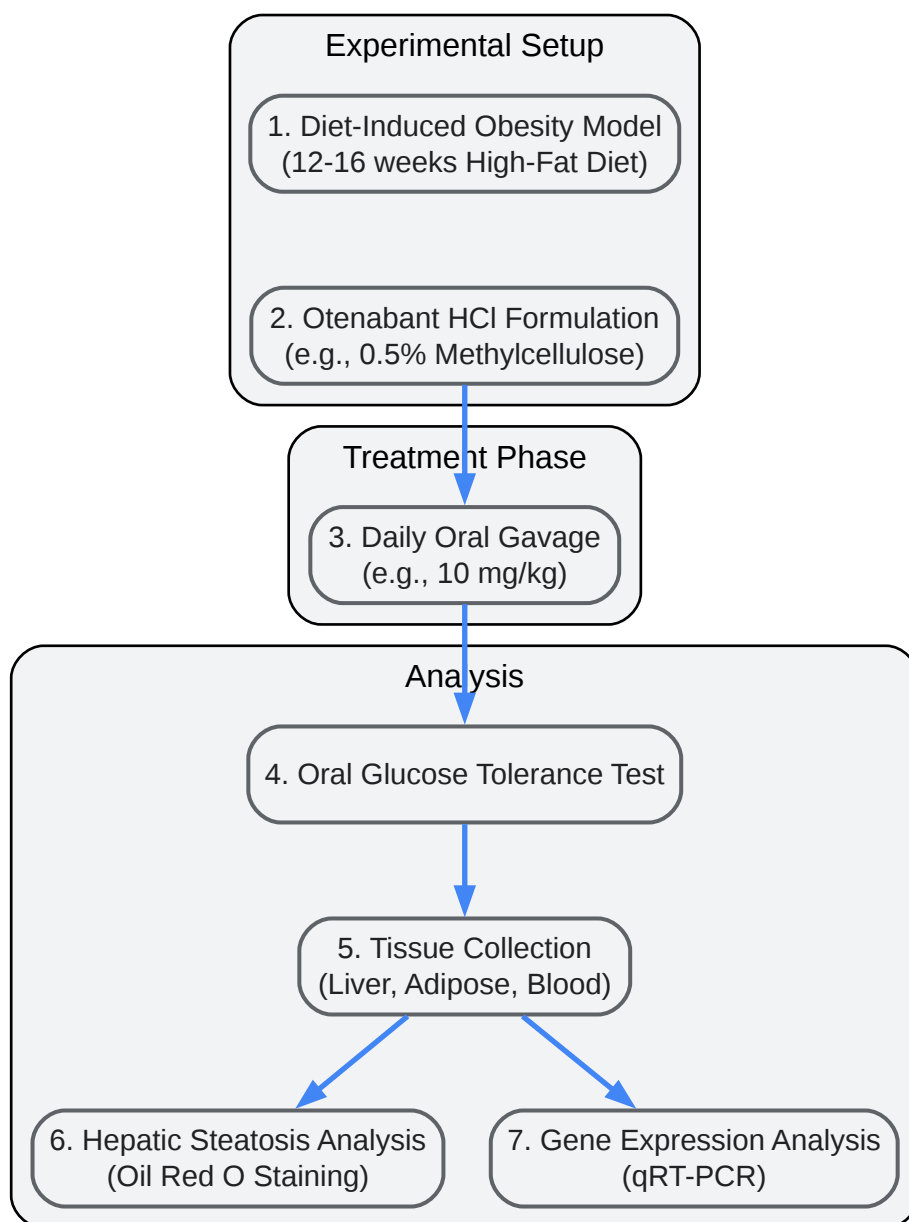 Experimental Setup
1. Diet-Induced Obesity Model
(12-16 weeks High-Fat Diet)
2. Otenabant HCl Formulation
(e.g., 0.5% Methylcellulose)
Treatment Phase
3. Daily Oral Gavage
(e.g., 10 mg/kg)
Analysis
4. Oral Glucose Tolerance Test
5. Tissue Collection
(Liver, Adipose, Blood)
6. Hepatic Steatosis Analysis
(Oil Red O Staining)
7. Gene Expression Analysis
(qRT-PCR)